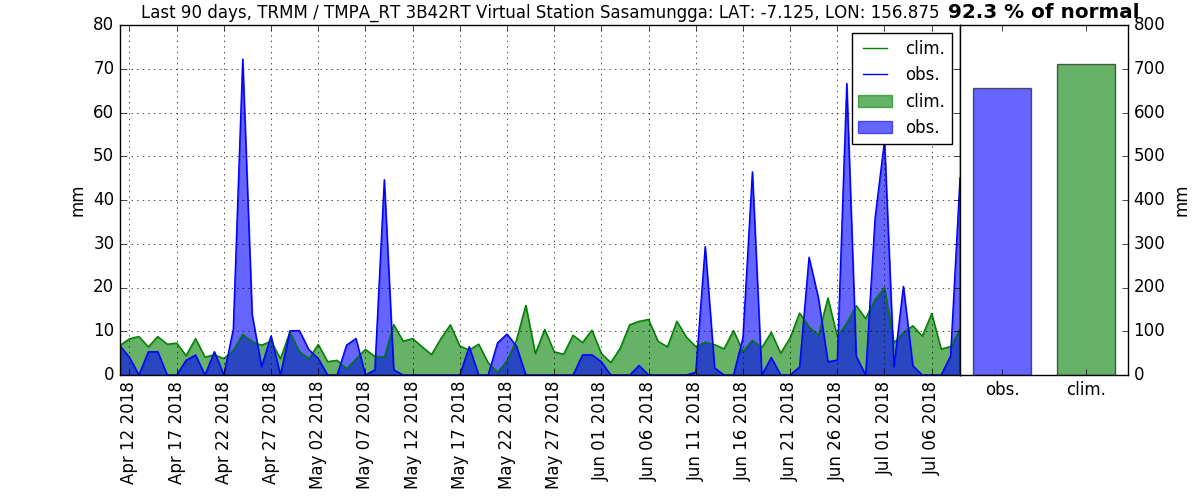 Last 90 days, TRMM / TMPA_RT 3B42RT Virtual Station Sasamungga: LAT: -7.125, LON: 156.875 92.3 % of normal
80
70
60
50
40
30
20
10
0
mm
clim.
obs.
clim.
obs.
800
700
600
500
400
300
200
100
0
mm
Apr 12 2018
Apr 17 2018
Apr 22 2018
Apr 27 2018
May 02 2018
May 07 2018
May 12 2018
May 17 2018
May 22 2018
May 27 2018
Jun 01 2018
Jun 06 2018
Jun 11 2018
Jun 16 2018
Jun 21 2018
Jun 26 2018
Jul 01 2018
Jul 06 2018
obs.
clim.